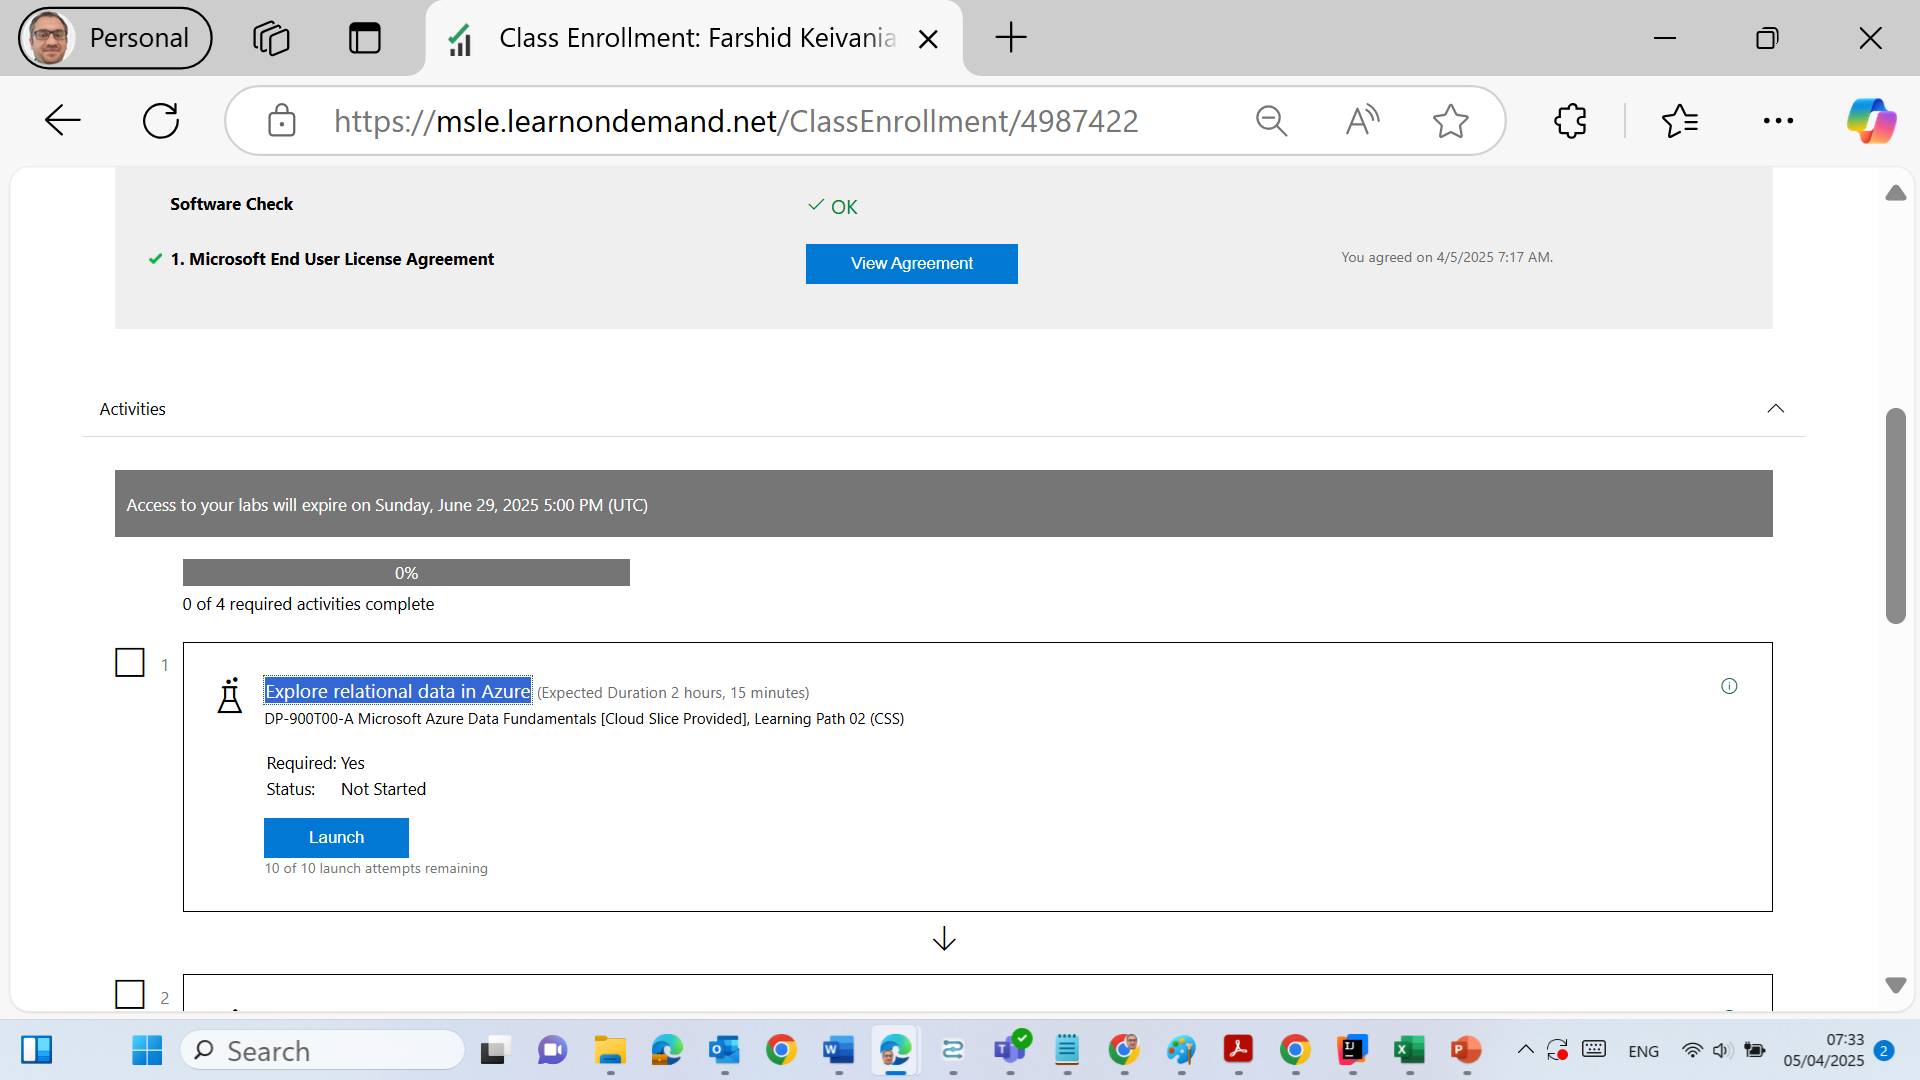 Personal
Class Enrollment: Farshid Keivania
https://msle.learnondemand.net/ClassEnrollment/4987422
Software Check
OK
1. Microsoft End User License Agreement
View Agreement
You agreed on 4/5/2025 7:17 AM.
Activities
Access to your labs will expire on Sunday, June 29, 2025 5:00 PM (UTC)
0%
0 of 4 required activities complete
1
Explore relational data in Azure (Expected Duration 2 hours, 15 minutes)
DP-900T00-A Microsoft Azure Data Fundamentals [Cloud Slice Provided], Learning Path 02 (CSS)
Required: Yes
Status: Not Started
Launch
10 of 10 launch attempts remaining
2
Search
ENG
07:33
05/04/2025
2